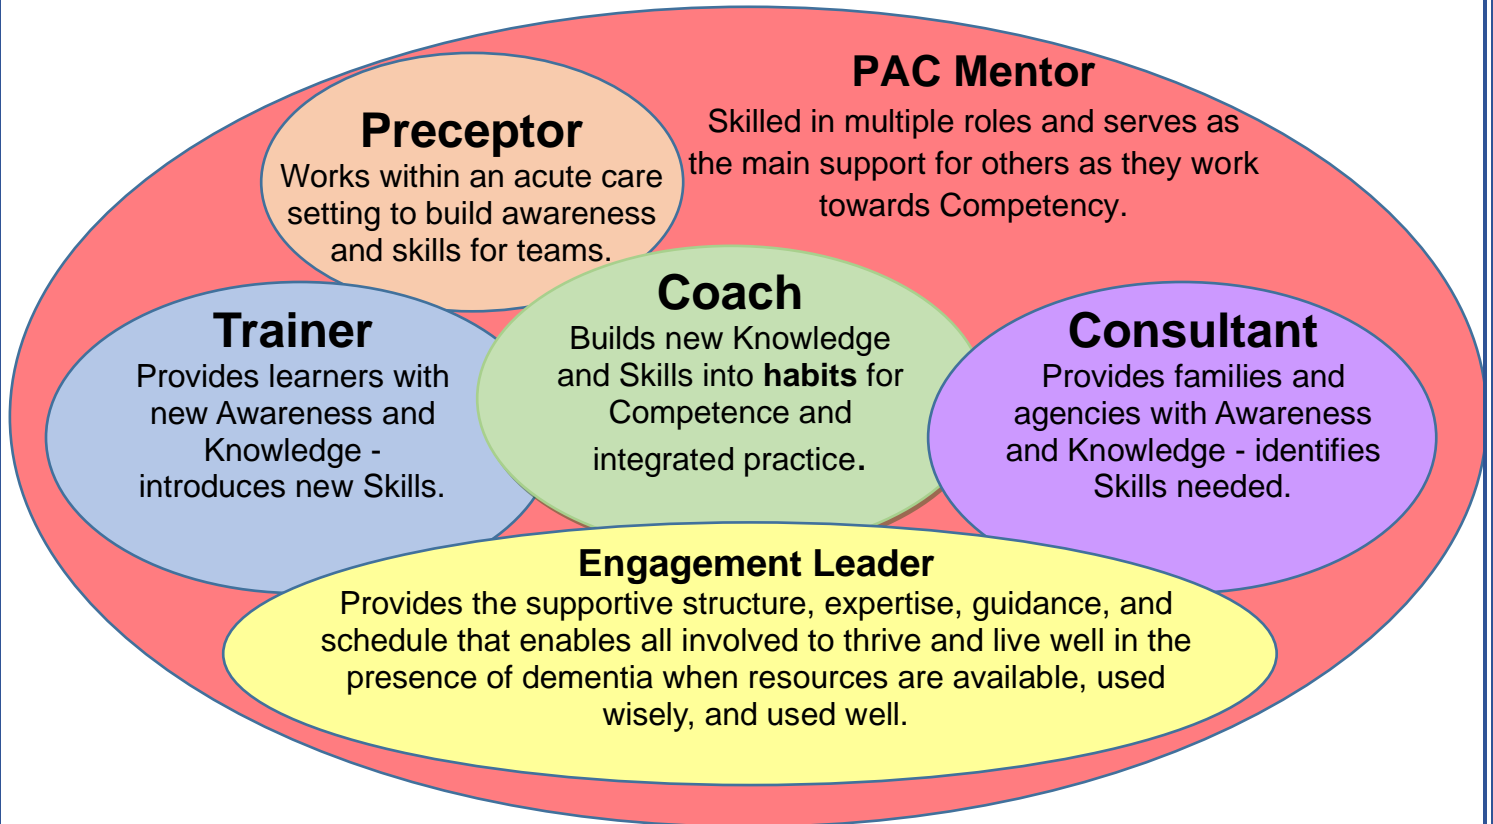 PAC Mentor
Skilled in multiple roles and serves as
the main support for others as they work
towards Competency.
Preceptor
Works within an acute care
setting to build awareness
and skills for teams.
Trainer
Provides learners with
new Awareness and
Knowledge -
introduces new Skills.
Coach
Builds new Knowledge
and Skills into habits for
Competence and
integrated practice.
Consultant
Provides families and
agencies with Awareness
and Knowledge - identifies
Skills needed.
Engagement Leader
Provides the supportive structure, expertise, guidance, and
schedule that enables all involved to thrive and live well in the
presence of dementia when resources are available, used
wisely, and used well.